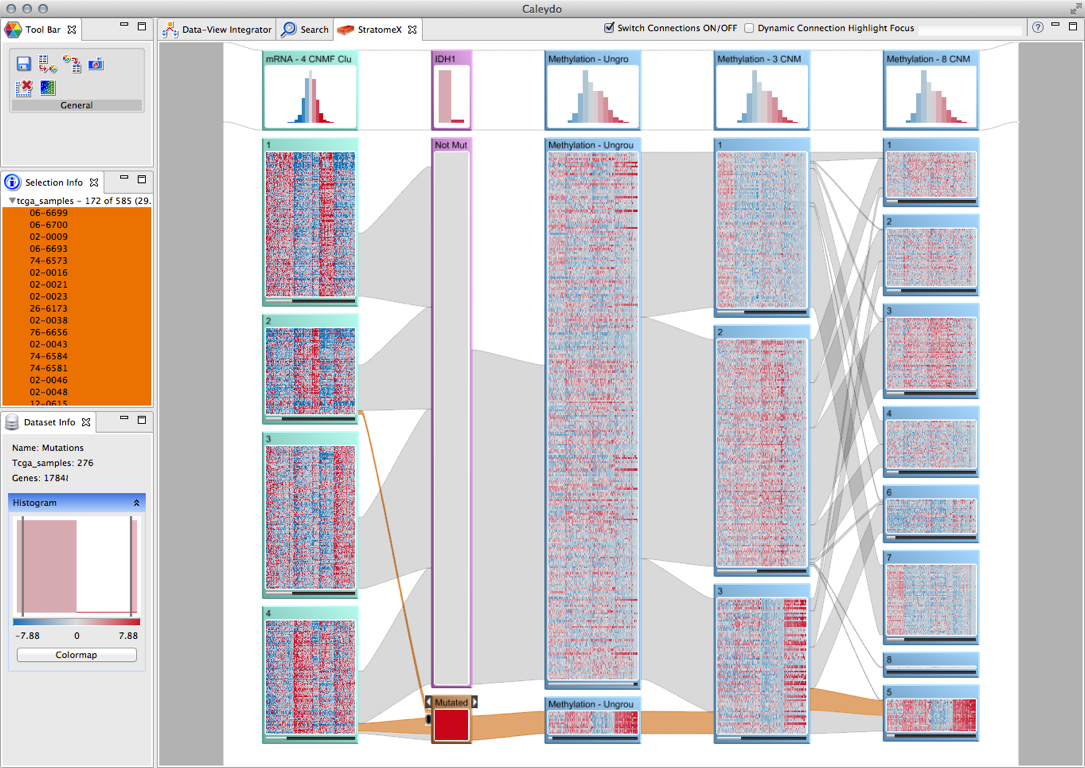 Caleydo
Tool Bar
General
Selection Info
tcga_samples - 172 of 585 (29.
06-6699
06-6700
02-0009
06-6693
74-6573
02-0016
02-0021
02-0023
26-6173
02-0038
76-6656
02-0043
74-6584
74-6581
02-0046
02-0048
12-0615
Dataset Info
Name: Mutations
Tcga_samples: 276
Genes: 1784
Histogram
-7.88 0 7.88
Colormap
Data-View Integrator Search StratomeX Switch Connections ON/OFF Dynamic Connection Highlight Focus
mRNA - 4 CNMF Clu IDH1 Methylation - Ungro Methylation - 3 CNM Methylation - 8 CNM
1
2
3
4
Not Mut
Mutated
Methylation - Ungrou
Methylation - Ungrou
1
2
3
1
2
3
4
6
7
8
5